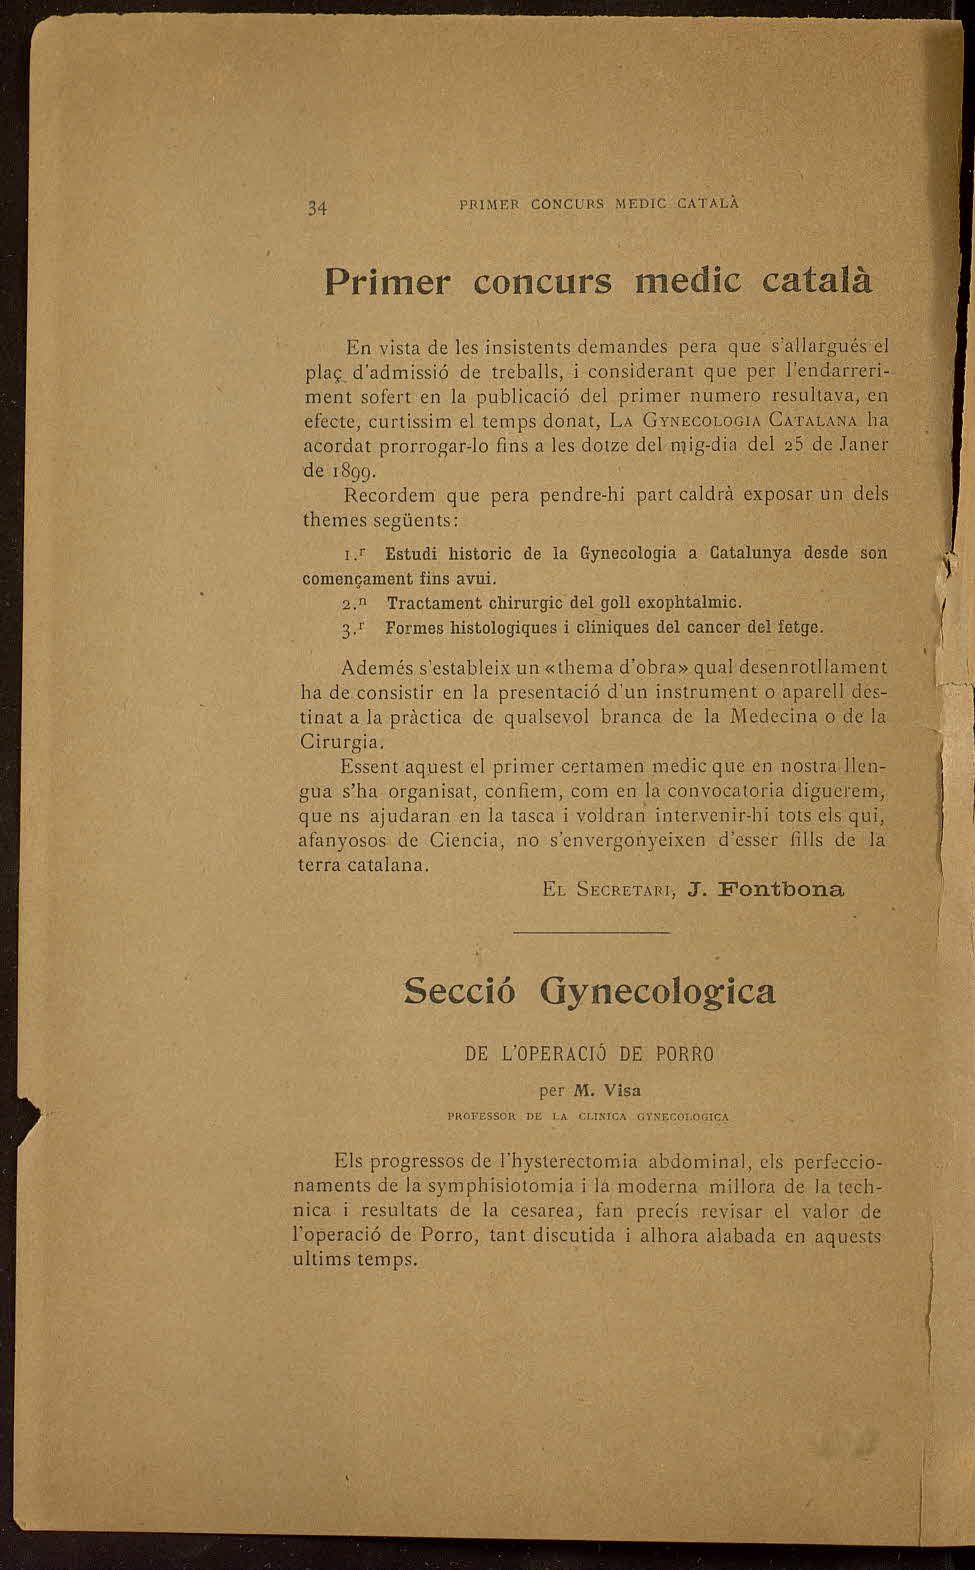 34 PRIMER CONCURS MEDIC CATALÀ
Primer concurs medic català
En vista de les insistents demandes pera que s'allargués el
plaç d'admissió de treballs, i considerant que per l'endarreri-
ment sofert en la publicació del primer numero resultava, en
efecte, curtissim el temps donat, LA GYNECOLOGIA CATALANA ha
acordat prorrogar-lo fins a les dotze del mig-dia del 25 de Janer
de 1899.
Recordem que pera pendre-hi part caldrà exposar un dels
themes següents:
1.r Estudi historic de la Gynecologia a Catalunya desde son
començament fins avui.
2.n Tractament chirurgic del goll exophtalmic.
3.r Formes histologiques i cliniques del cancer del fetge.
Ademés s'estableix un «thema d'obra» qual desenrotllament
ha de consistir en la presentació d'un instrument o aparell des-
tinat a la pràctica de qualsevol branca de la Medecina o de la
Cirurgia.
Essent aquest el primer certamen medic que en nostra llen-
gua s'ha organisat, confiem, com en la convocatoria diguerem,
que ns ajudaran en la tasca i voldran intervenir-hi tots els qui,
afanyosos de Ciencia, no s'envergonyeixen d'esser fills de la
terra catalana.
EL SECRETARI, J. Fontbona
Secció Gynecologica
DE L'OPERACIÓ DE PORRO
per M. Visa
PROFESSOR DE LA CLINICA GYNECOLOGICA
Els progressos de l'hysterectomia abdominal, els perfeccio-
naments de la symphisiotomia i la moderna millora de la tech-
nica i resultats de la cesarea, fan precís revisar el valor de
l'operació de Porro, tant discutida i alhora alabada en aquests
ultims temps.